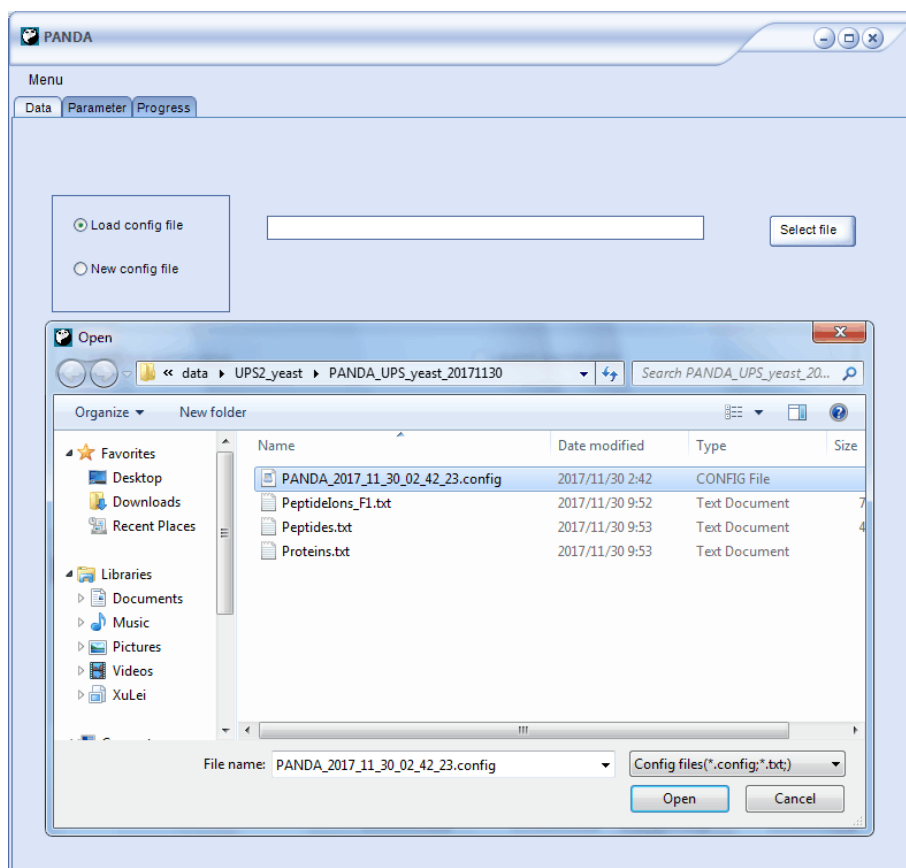 PANDA
Menu
Data Parameter Progress
Load config file
Select file
New config file
Open
« data ▸ UPS2_yeast ▸ PANDA_UPS_yeast_20171130
Search PANDA_UPS_yeast_20...
Organize New folder
Name Date modified Type Size
Favorites
Desktop
Downloads
Recent Places
Libraries
Documents
Music
Pictures
Videos
XuLei
PANDA_2017_11_30_02_42_23.config 2017/11/30 2:42 CONFIG File
PeptideIons_F1.txt 2017/11/30 9:52 Text Document 7
Peptides.txt 2017/11/30 9:53 Text Document 4
Proteins.txt 2017/11/30 9:53 Text Document
File name: PANDA_2017_11_30_02_42_23.config Config files(*.config;*.txt;)
Open Cancel